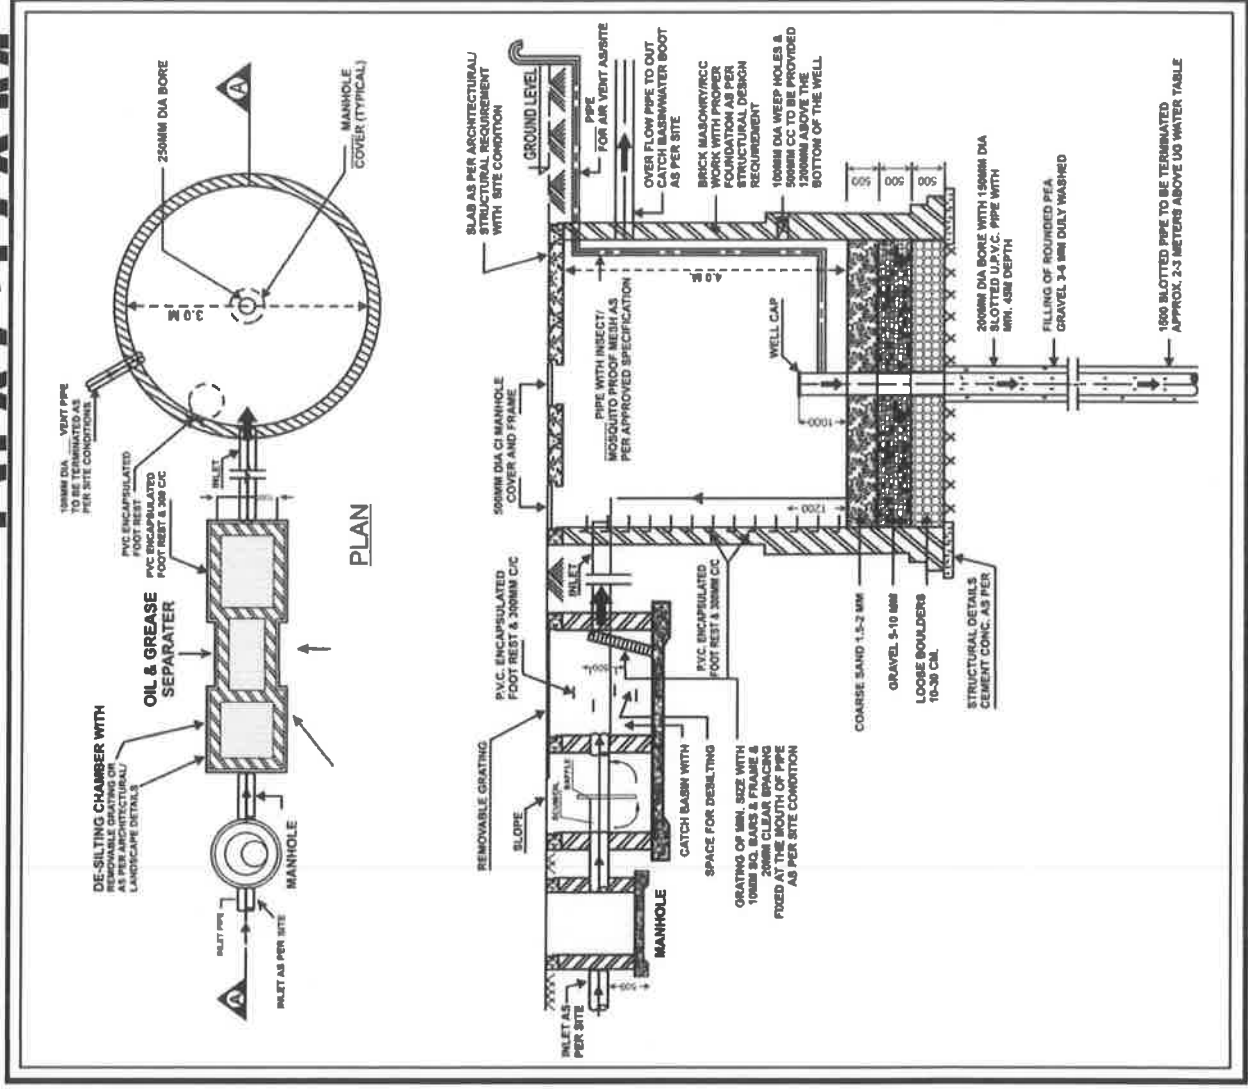 A
250MM DIA BORE
MANHOLE
COVER (TYPICAL)
3.0 M
100MM DIA VENT PIPE
TO BE TERMINATED AS
PER SITE CONDITIONS
PVC ENCAPSULATED
FOOT REST
PVC ENCAPSULATED
FOOT REST & 300 C/C
INLET
OIL & GREASE
SEPARATER
DE-SILTING CHAMBER WITH
REMOVABLE GRATING OR
AS PER ARCHITECTURAL/
LANDSCAPE DETAILS
MANHOLE
INLET PIPE
INLET AS PER SITE
A
PLAN
SLAB AS PER ARCHITECTURAL/
STRUCTURAL REQUIREMENT
WITH SITE CONDITION
GROUND LEVEL
PIPE
FOR AIR VENT AS/SITE
OVER FLOW PIPE TO OUT
CATCH BASIN/WATER BOOT
AS PER SITE
BRICK MASONRY/RCC
WORK WITH PROPER
FOUNDATION AS PER
STRUCTURAL DESIGN
REQUIREMENT
100MM DIA WEEP HOLES &
500MM CC TO BE PROVIDED
1200MM ABOVE THE
BOTTOM OF THE WELL
500
500
500
4.0 M.
500MM DIA CI MANHOLE
COVER AND FRAME
PIPE WITH INSECT/
MOSQUITO PROOF MESH AS
PER APPROVED SPECIFICATION
WELL CAP
1000
1200
200MM DIA BORE WITH 150MM DIA
SLOTTED U.P.V.C. PIPE WITH
MIN. 45M DEPTH
FILLING OF ROUNDED PEA
GRAVEL 3-6 MM DULY WASHED
1500 SLOTTED PIPE TO BE TERMINATED
APPROX. 2-3 METERS ABOVE U/G WATER TABLE
P.V.C. ENCAPSULATED
FOOT REST & 300MM C/C
INLET
REMOVABLE GRATING
SLOPE
BAFFLE
500
P.V.C. ENCAPSULATED
FOOT REST & 300MM C/C
COARSE SAND 1.5-2 MM
GRAVEL 5-10 MM
LOOSE BOULDERS
10-30 CM.
STRUCTURAL DETAILS
CEMENT CONC. AS PER
CATCH BASIN WITH
SPACE FOR DESILTING
GRATING OF MIN. SIZE WITH
10MM SQ. BARS & FRAME &
20MM CLEAR SPACING
FIXED AT THE MOUTH OF PIPE
AS PER SITE CONDITION
MANHOLE
INLET AS
PER SITE
500